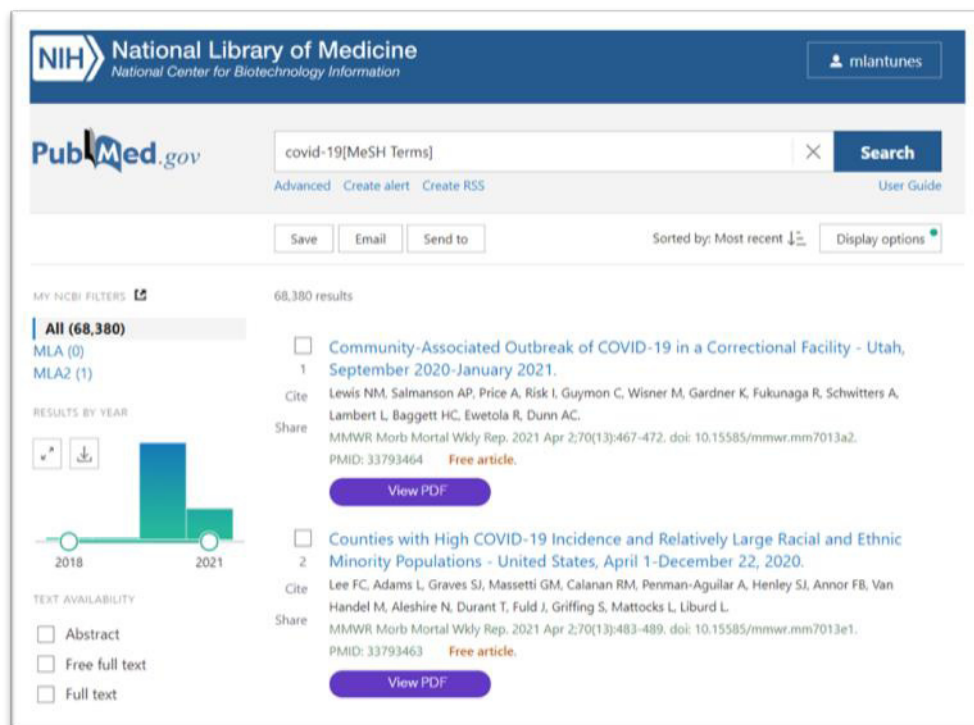 NIH National Library of Medicine
National Center for Biotechnology Information
mlantunes
PubMed.gov
covid-19[MeSH Terms]
Search
Advanced Create alert Create RSS
User Guide
Save Email Send to
Sorted by: Most recent
Display options
MY NCBI FILTERS
All (68,380)
MLA (0)
MLA2 (1)
RESULTS BY YEAR
2018 2021
TEXT AVAILABILITY
Abstract
Free full text
Full text
68,380 results
1
Cite
Share
Community-Associated Outbreak of COVID-19 in a Correctional Facility - Utah,
September 2020-January 2021.
Lewis NM, Salmanson AP, Price A, Risk I, Guymon C, Wisner M, Gardner K, Fukunaga R, Schwitters A,
Lambert L, Baggett HC, Ewetola R, Dunn AC.
MMWR Morb Mortal Wkly Rep. 2021 Apr 2;70(13):467-472. doi: 10.15585/mmwr.mm7013a2.
PMID: 33793464 Free article.
View PDF
2
Cite
Share
Counties with High COVID-19 Incidence and Relatively Large Racial and Ethnic
Minority Populations - United States, April 1-December 22, 2020.
Lee FC, Adams L, Graves SJ, Massetti GM, Calanan RM, Penman-Aguilar A, Henley SJ, Annor FB, Van
Handel M, Aleshire N, Durant T, Fuld J, Griffing S, Mattocks L, Liburd L.
MMWR Morb Mortal Wkly Rep. 2021 Apr 2;70(13):483-489. doi: 10.15585/mmwr.mm7013e1.
PMID: 33793463 Free article.
View PDF